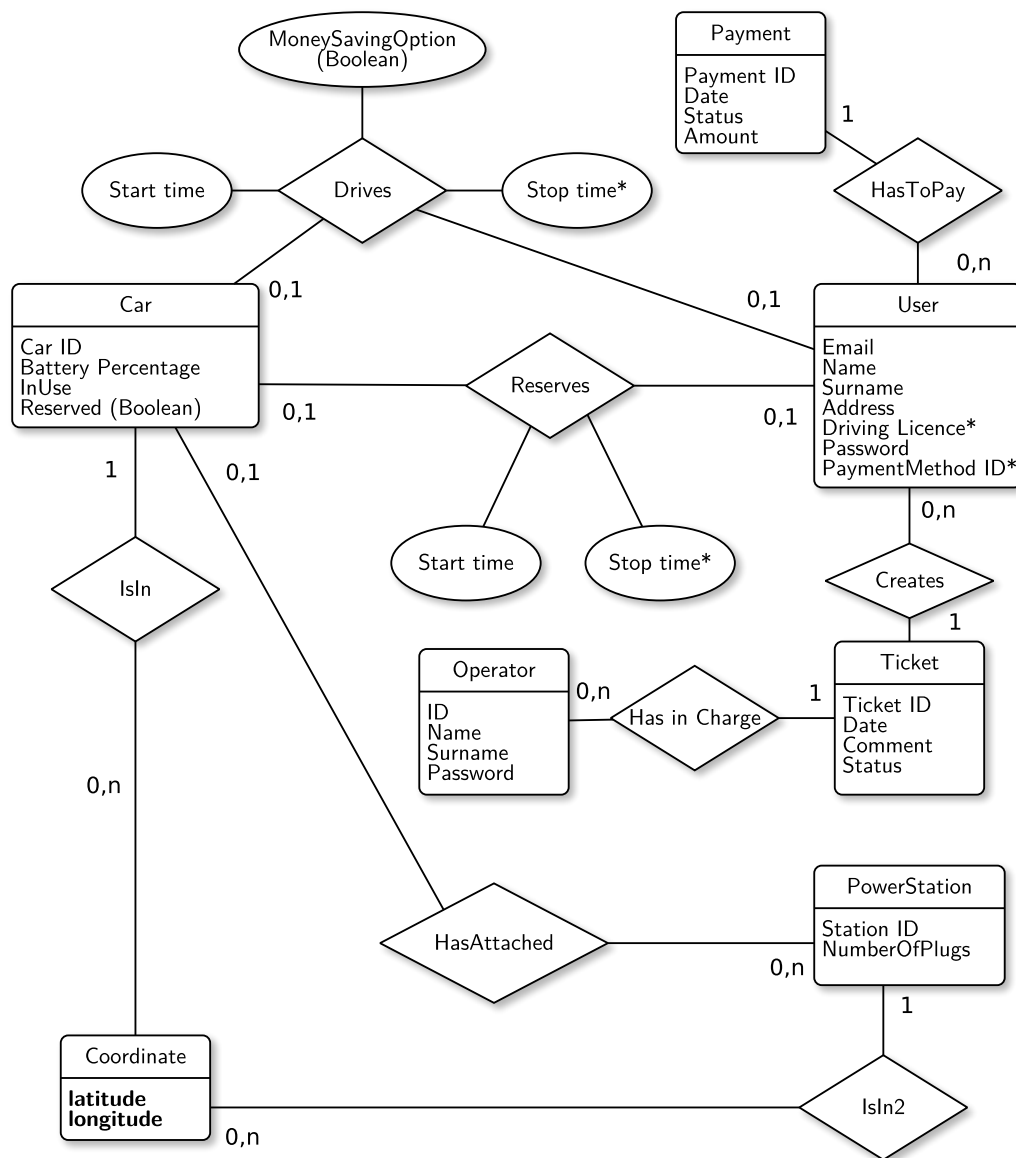 MoneySavingOption
(Boolean)
Payment
Payment ID
Date
Status
Amount
1
Start time
Drives
Stop time*
HasToPay
0,n
0,1
0,1
Car
Car ID
Battery Percentage
InUse
Reserved (Boolean)
User
Email
Name
Surname
Address
Driving Licence*
Password
PaymentMethod ID*
Reserves
0,1
0,1
1
0,1
0,n
Start time
Stop time*
IsIn
Creates
1
Operator
ID
Name
Surname
Password
0,n
Has in Charge
1
Ticket
Ticket ID
Date
Comment
Status
0,n
HasAttached
0,n
PowerStation
Station ID
NumberOfPlugs
1
Coordinate
latitude
longitude
0,n
IsIn2